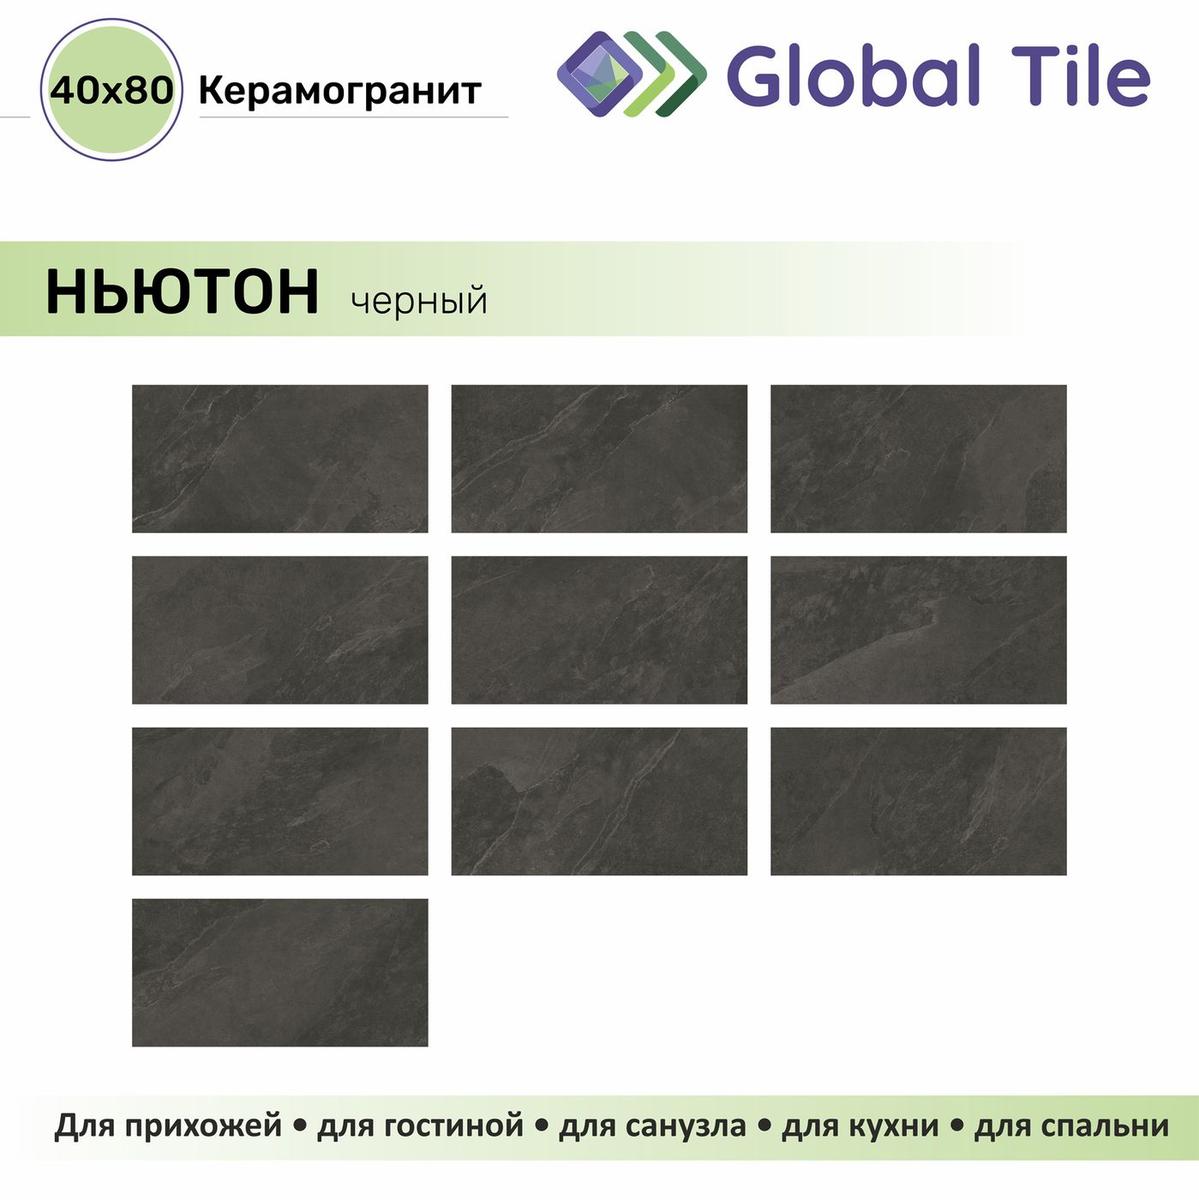 40x80 Керамогранит
Global Tile
НЬЮТОН черный
Для прихожей • для гостиной • для санузла • для кухни • для спальни